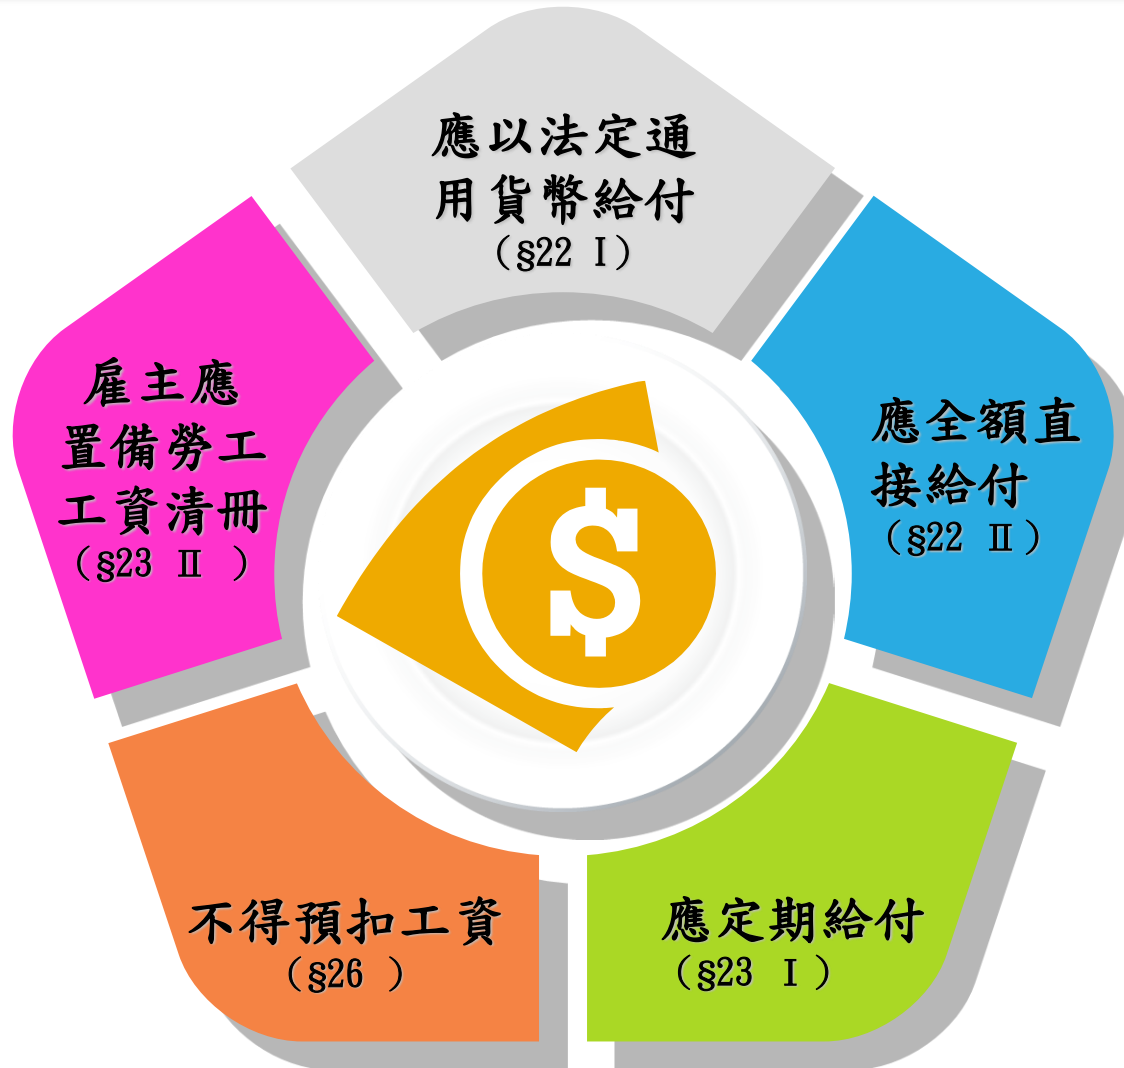 應以法定通
用貨幣給付
(§22 I)
應全額直
接給付
(§22 Ⅱ)
應定期給付
(§23 I)
不得預扣工資
(§26 )
雇主應
置備勞工
工資清冊
(§23 Ⅱ )
$